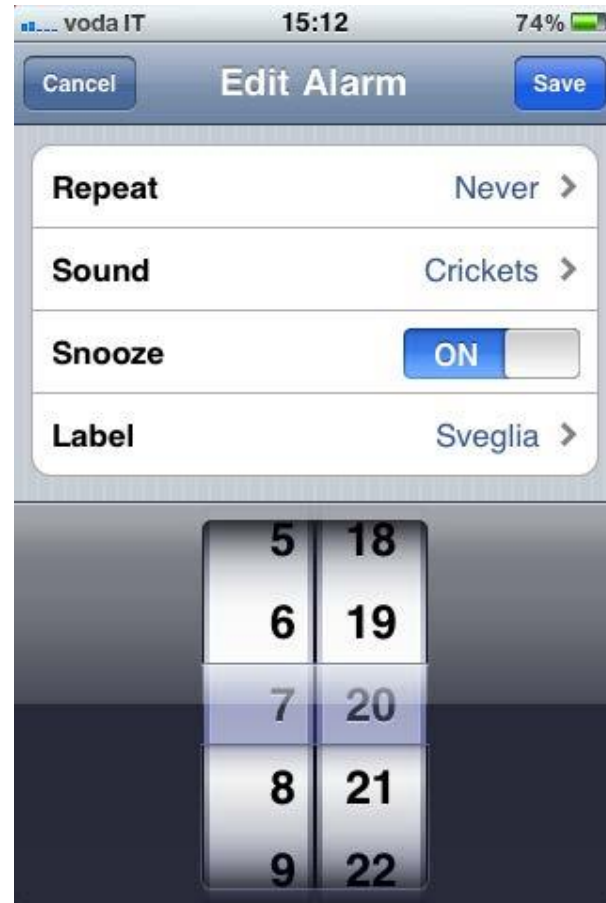 voda IT 15:12 74%
Cancel Edit Alarm Save
Repeat Never >
Sound Crickets >
Snooze ON
Label Sveglia >
5 18
6 19
7 20
8 21
9 22